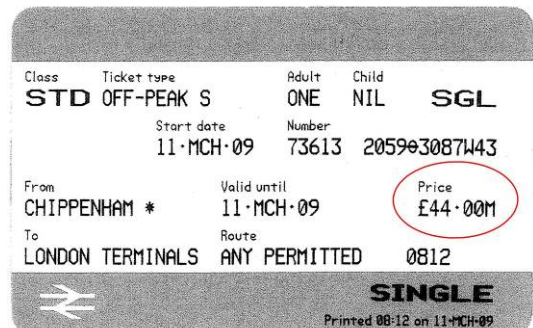 Class Ticket type Adult Child
STD OFF-PEAK S ONE NIL SGL
Start date Number
11·MCH·09 73613 2059⊖3087W43
From Valid until Price
CHIPPENHAM * 11·MCH·09 £44·00M
To Route
LONDON TERMINALS ANY PERMITTED 0812
SINGLE
Printed 08:12 on 11·MCH·09